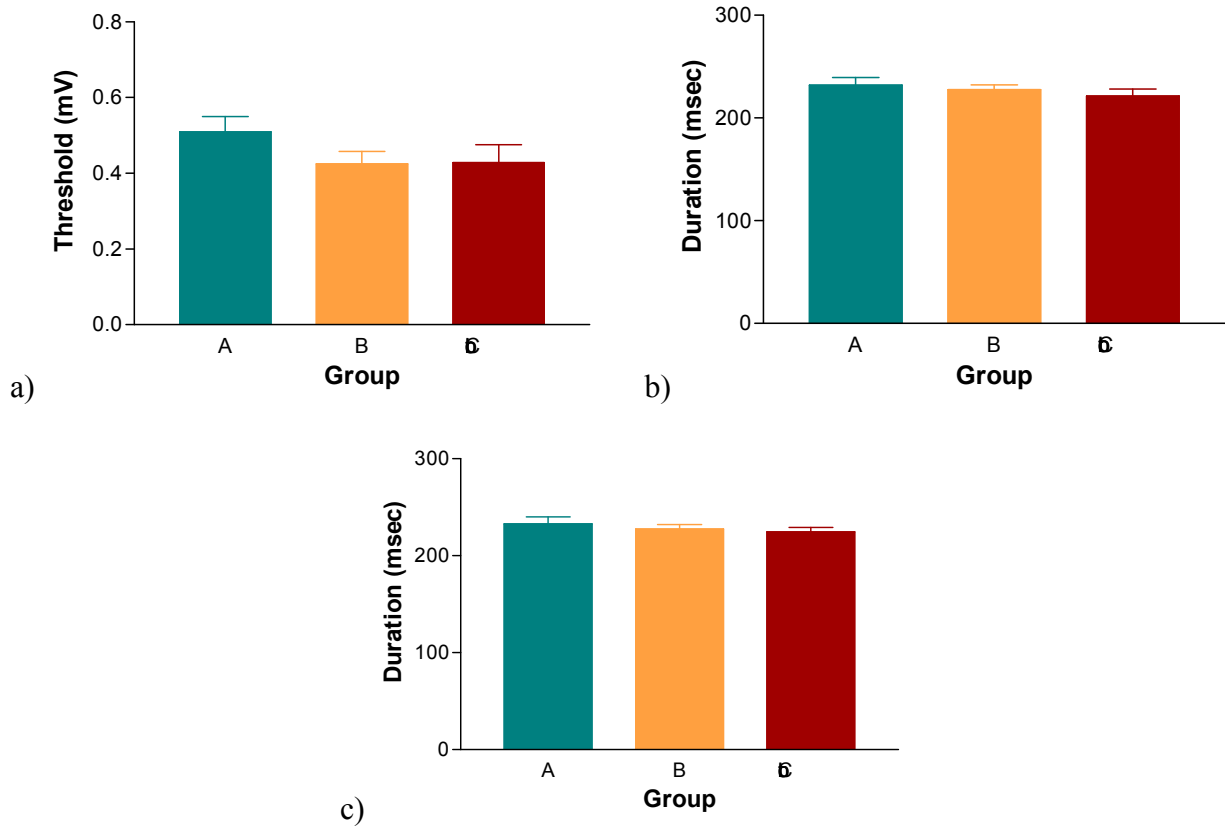 0.8
0.6
0.4
0.2
0.0
Threshold (mV)
A B C
Group
a)
300
200
100
0
Duration (msec)
A B C
Group
b)
300
200
100
0
Duration (msec)
A B C
Group
c)